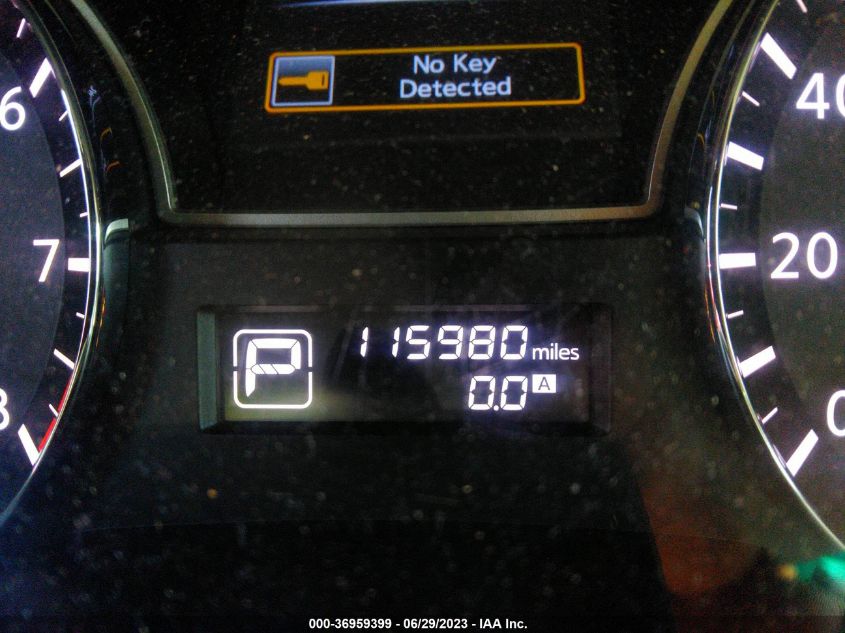 No Key
Detected
6
7
8
40
20
0
P
115980 miles
0.0 A
000-36959399 - 06/29/2023 - IAA Inc.